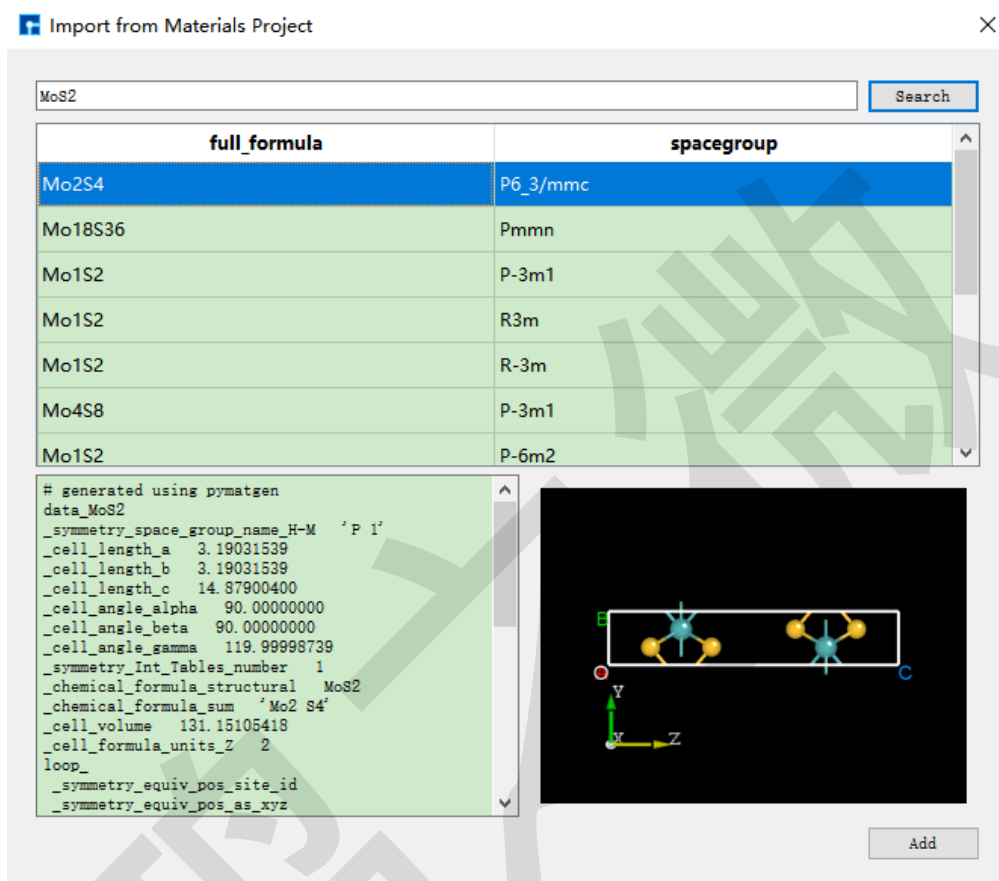 Import from Materials Project
MoS2 Search
full_formula spacegroup
Mo2S4 P6_3/mmc
Mo18S36 Pmmn
Mo1S2 P-3m1
Mo1S2 R3m
Mo1S2 R-3m
Mo4S8 P-3m1
Mo1S2 P-6m2
# generated using pymatgen
data_MoS2
_symmetry_space_group_name_H-M 'P 1'
_cell_length_a 3.19031539
_cell_length_b 3.19031539
_cell_length_c 14.87900400
_cell_angle_alpha 90.00000000
_cell_angle_beta 90.00000000
_cell_angle_gamma 119.99998739
_symmetry_Int_Tables_number 1
_chemical_formula_structural MoS2
_chemical_formula_sum 'Mo2 S4'
_cell_volume 131.15105418
_cell_formula_units_Z 2
loop_
_symmetry_equiv_pos_site_id
_symmetry_equiv_pos_as_xyz
B
C
Y
X Z
Add